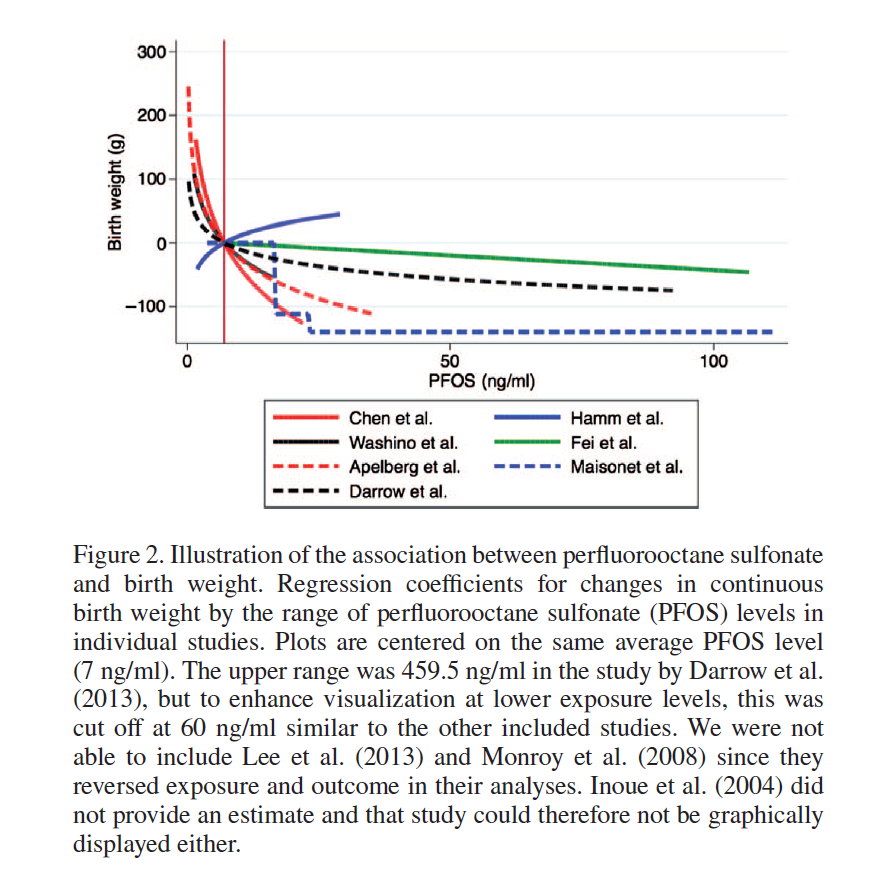 300
200
100
0
−100
Birth weight (g)
0 50 100
PFOS (ng/ml)
Chen et al. Hamm et al.
Washino et al. Fei et al.
Apelberg et al. Maisonet et al.
Darrow et al.
Figure 2. Illustration of the association between perfluorooctane sulfonate
and birth weight. Regression coefficients for changes in continuous
birth weight by the range of perfluorooctane sulfonate (PFOS) levels in
individual studies. Plots are centered on the same average PFOS level
(7 ng/ml). The upper range was 459.5 ng/ml in the study by Darrow et al.
(2013), but to enhance visualization at lower exposure levels, this was
cut off at 60 ng/ml similar to the other included studies. We were not
able to include Lee et al. (2013) and Monroy et al. (2008) since they
reversed exposure and outcome in their analyses. Inoue et al. (2004) did
not provide an estimate and that study could therefore not be graphically
displayed either.